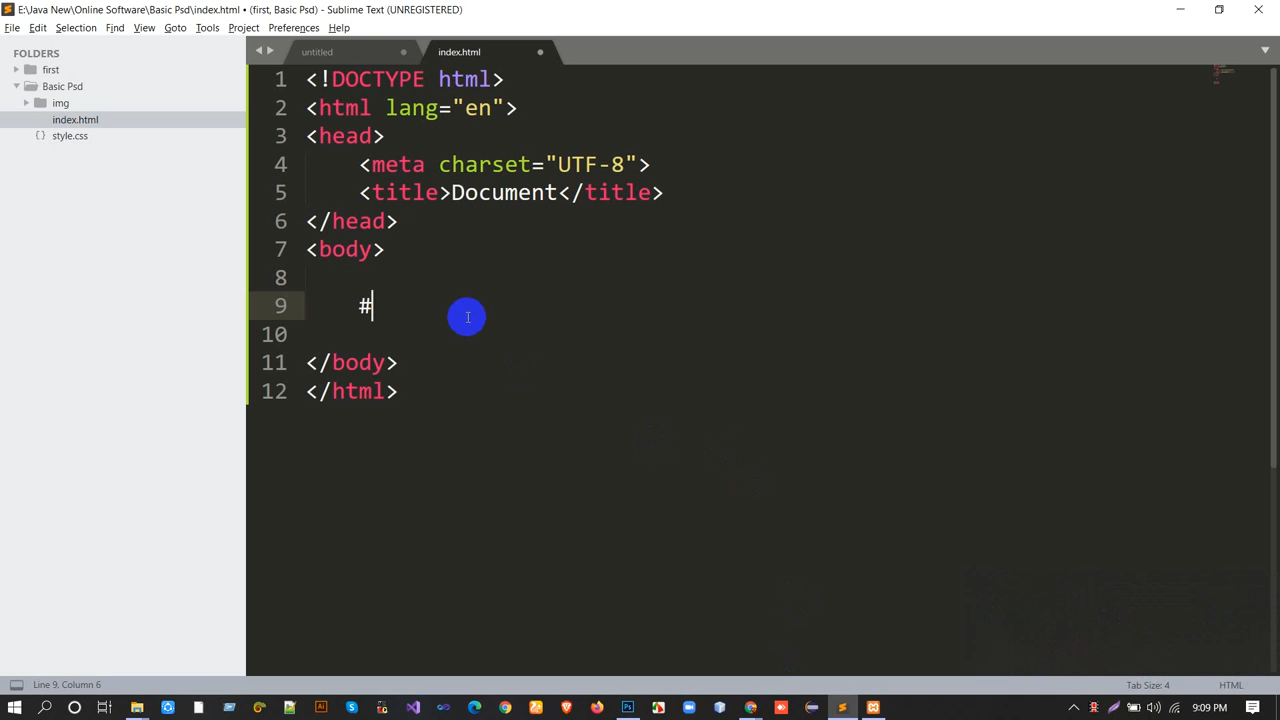 E:\Java New\Online Software\Basic Psd\index.html • (first, Basic Psd) - Sublime Text (UNREGISTERED)
File Edit Selection Find View Goto Tools Project Preferences Help
FOLDERS
first
Basic Psd
img
index.html
style.css
untitled
index.html
1 <!DOCTYPE html>
2 <html lang="en">
3 <head>
4 <meta charset="UTF-8">
5 <title>Document</title>
6 </head>
7 <body>
8
9 #
10
11 </body>
12 </html>
Line 9, Column 6
Tab Size: 4
HTML
9:09 PM